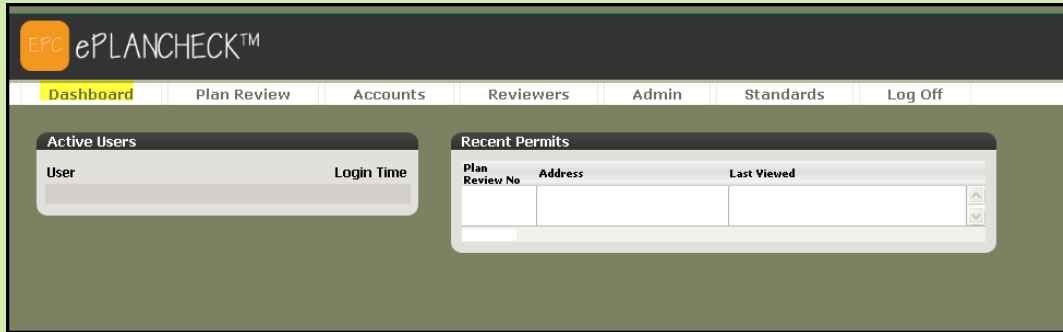 EPC ePLANCHECK™
Dashboard Plan Review Accounts Reviewers Admin Standards Log Off
Active Users
User Login Time
Recent Permits
Plan Review No Address Last Viewed